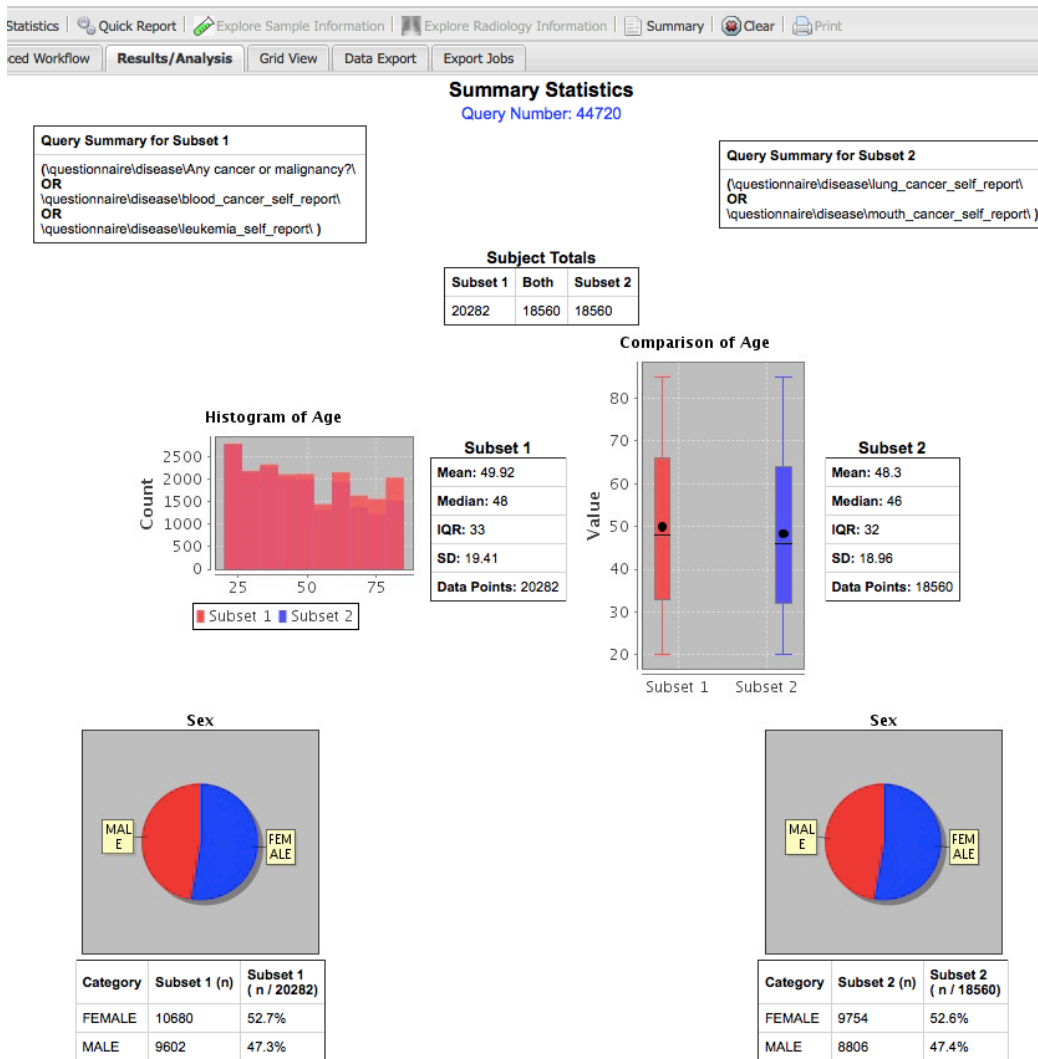 Statistics Quick Report Explore Sample Information Explore Radiology Information Summary Clear Print
ced Workflow Results/Analysis Grid View Data Export Export Jobs
Summary Statistics
Query Number: 44720
Query Summary for Subset 1
(\questionnaire\disease\Any cancer or malignancy?\
OR
\questionnaire\disease\blood_cancer_self_report\
OR
\questionnaire\disease\leukemia_self_report\ )
Query Summary for Subset 2
(\questionnaire\disease\lung_cancer_self_report\
OR
\questionnaire\disease\mouth_cancer_self_report\ )
Subject Totals
Subset 1 Both Subset 2
20282 18560 18560
Histogram of Age
Count
2500
2000
1500
1000
500
0
25 50 75
Subset 1 Subset 2
Subset 1
Mean: 49.92
Median: 48
IQR: 33
SD: 19.41
Data Points: 20282
Comparison of Age
Value
80
70
60
50
40
30
20
Subset 1 Subset 2
Subset 2
Mean: 48.3
Median: 46
IQR: 32
SD: 18.96
Data Points: 18560
Sex
MAL
E
FEM
ALE
Category Subset 1 (n) Subset 1
( n / 20282)
FEMALE 10680 52.7%
MALE 9602 47.3%
Sex
MAL
E
FEM
ALE
Category Subset 2 (n) Subset 2
( n / 18560)
FEMALE 9754 52.6%
MALE 8806 47.4%